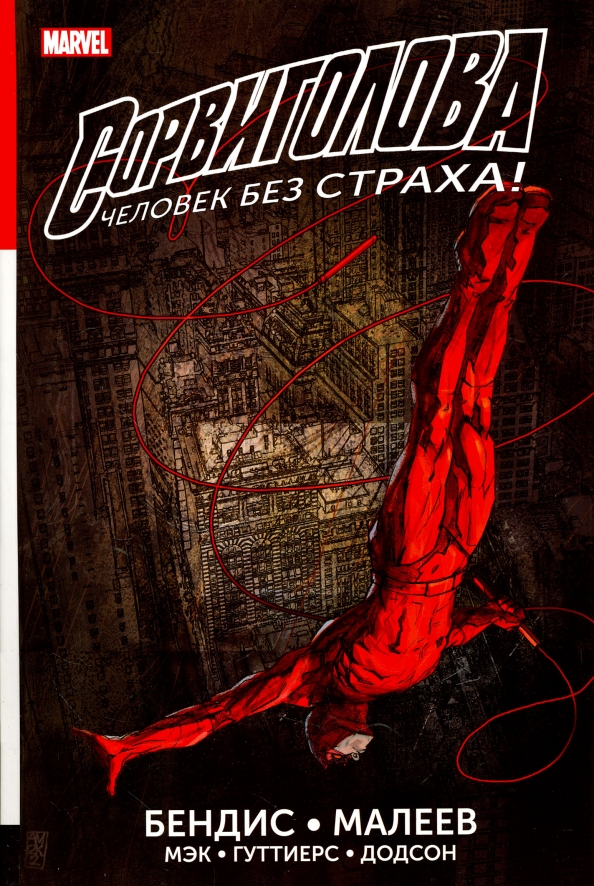 MARVEL
СОРВИГОЛОВА
ЧЕЛОВЕК БЕЗ СТРАХА!
БЕНДИС • МАЛЕЕВ
МЭК • ГУТТИЕРС • ДОДСОН